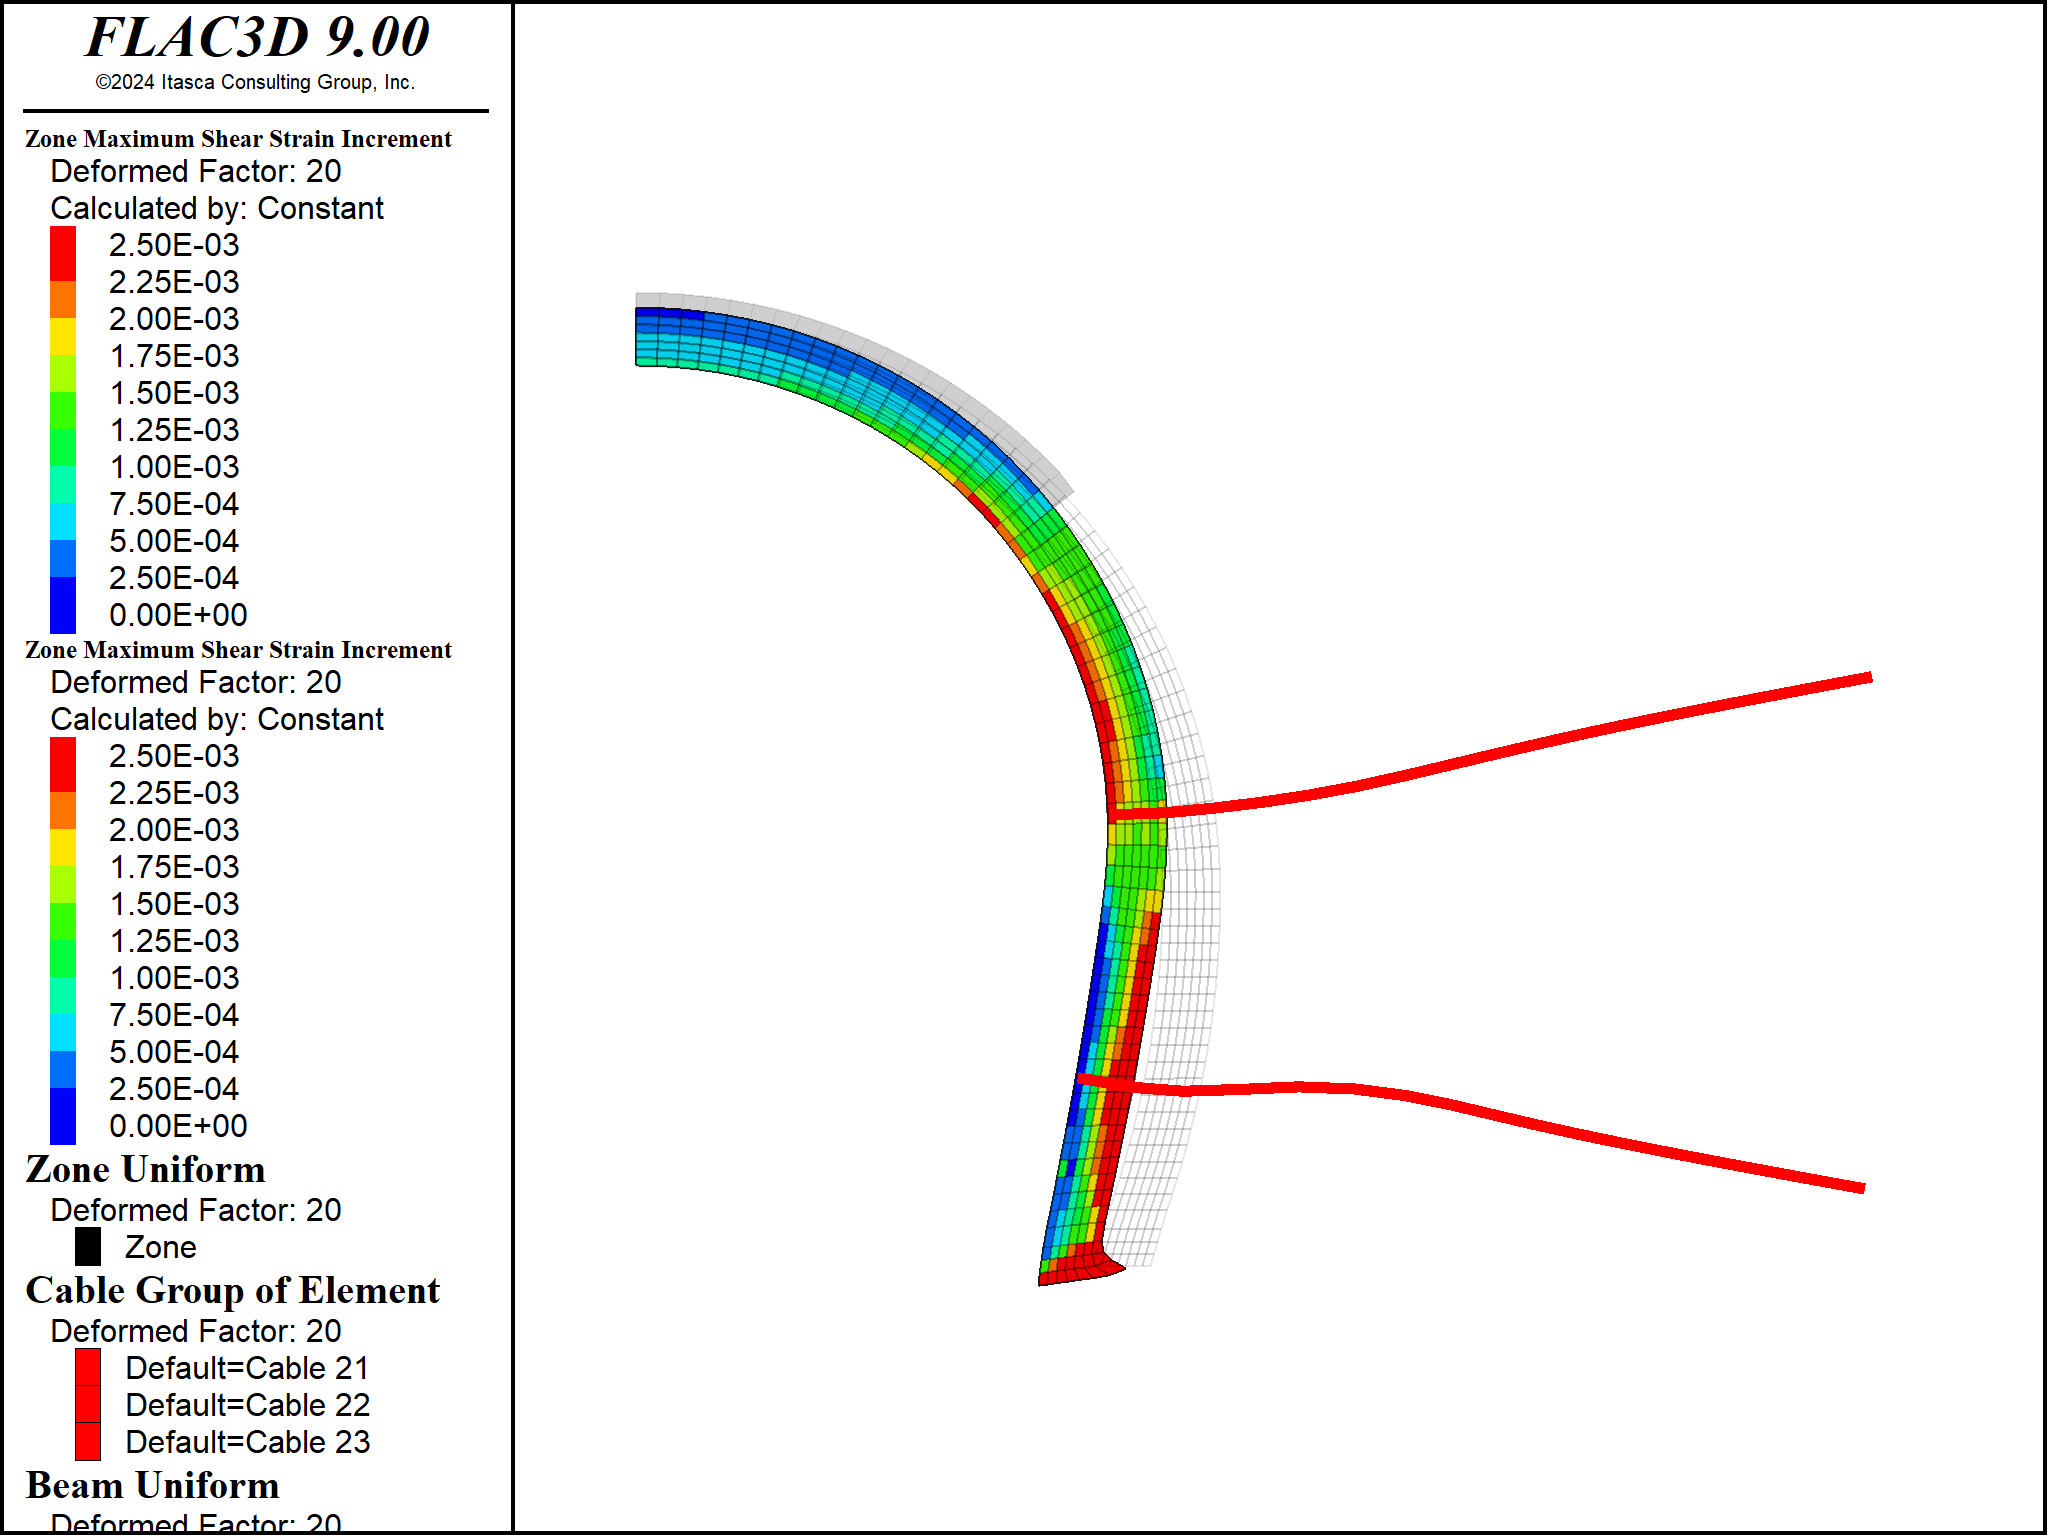 FLAC3D 9.00
©2024 Itasca Consulting Group, Inc.
Zone Maximum Shear Strain Increment
Deformed Factor: 20
Calculated by: Constant
2.50E-03
2.25E-03
2.00E-03
1.75E-03
1.50E-03
1.25E-03
1.00E-03
7.50E-04
5.00E-04
2.50E-04
0.00E+00
Zone Maximum Shear Strain Increment
Deformed Factor: 20
Calculated by: Constant
2.50E-03
2.25E-03
2.00E-03
1.75E-03
1.50E-03
1.25E-03
1.00E-03
7.50E-04
5.00E-04
2.50E-04
0.00E+00
Zone Uniform
Deformed Factor: 20
Zone
Cable Group of Element
Deformed Factor: 20
Default=Cable 21
Default=Cable 22
Default=Cable 23
Beam Uniform
Deformed Factor: 20